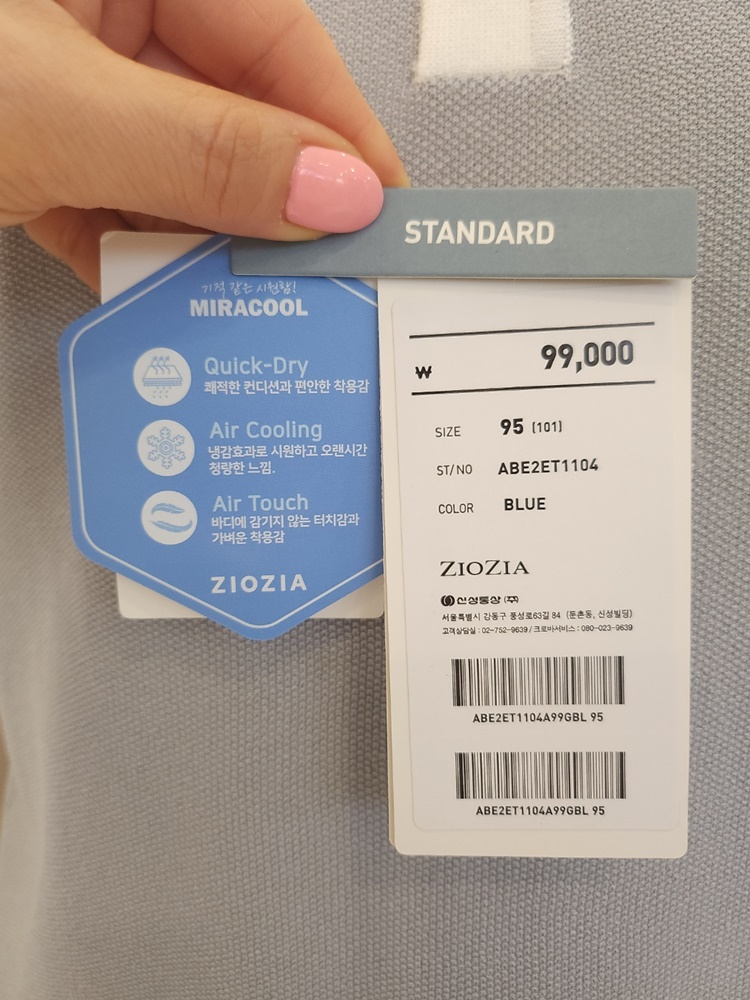 STANDARD
기적 같은 시원함!
MIRACOOL
Quick-Dry
쾌적한 컨디션과 편안한 착용감
Air Cooling
냉감효과로 시원하고 오랜시간
청량한 느낌.
Air Touch
바디에 감기지 않는 터치감과
가벼운 착용감
ZIOZIA
₩ 99,000
SIZE 95 (101)
ST/NO ABE2ET1104
COLOR BLUE
ZIOZIA
신성통상 (주)
서울특별시 강동구 풍성로63길 84 (둔촌동, 신성빌딩)
고객상담실 : 02-752-9639 / 크로바서비스 : 080-023-9639
ABE2ET1104A99GBL 95
ABE2ET1104A99GBL 95